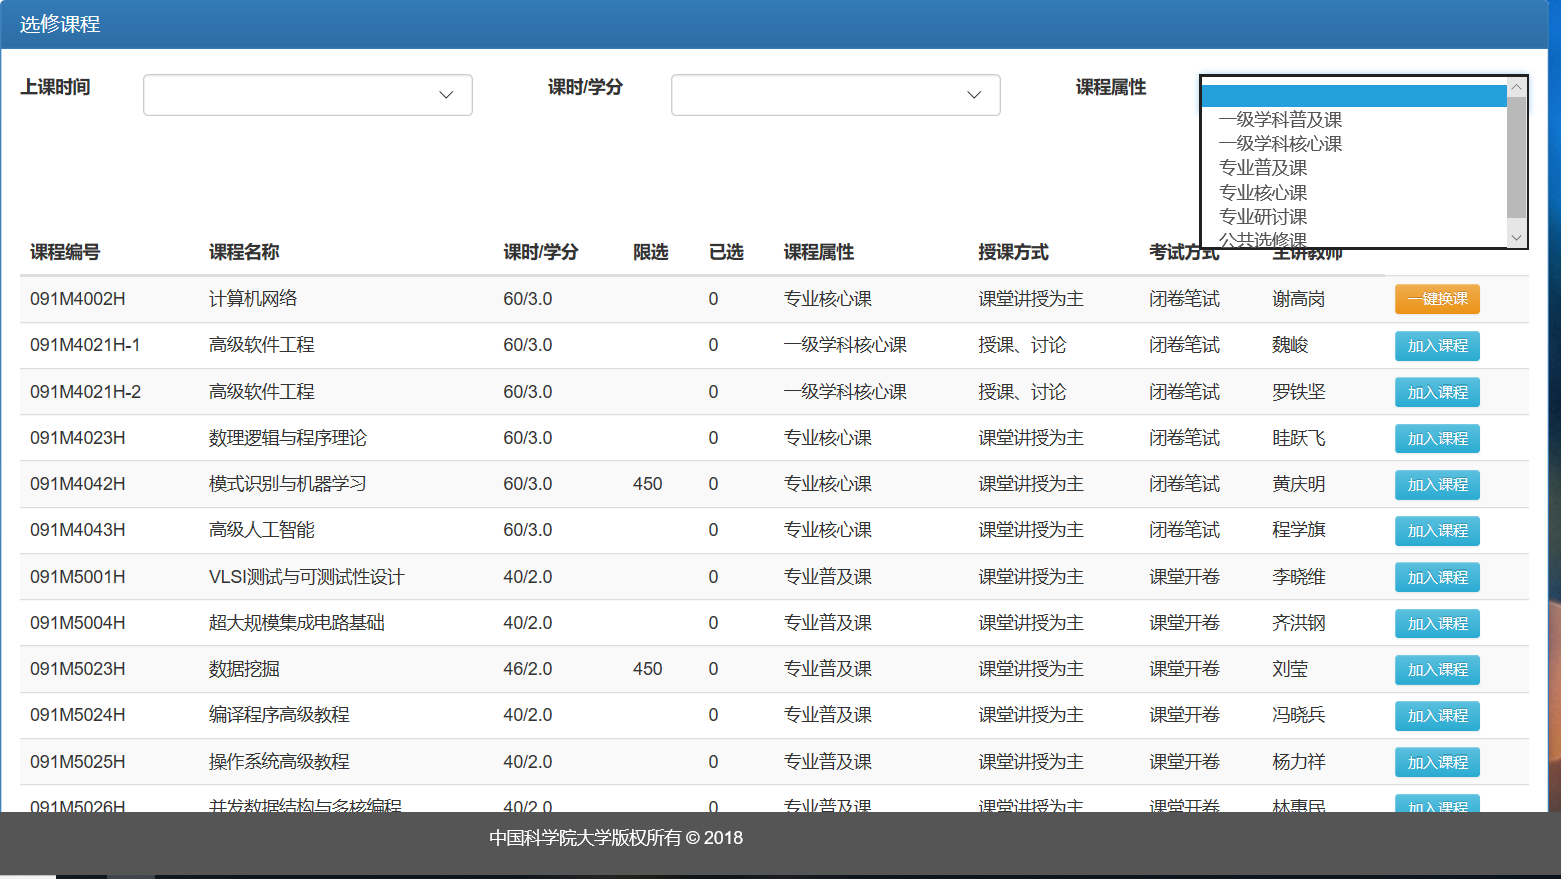 选修课程
上课时间 课时/学分 课程属性
一级学科普及课
一级学科核心课
专业普及课
专业核心课
专业研讨课
公共选修课
课程编号 课程名称 课时/学分 限选 已选 课程属性 授课方式 考试方式 主讲教师
091M4002H 计算机网络 60/3.0 0 专业核心课 课堂讲授为主 闭卷笔试 谢高岗 一键换课
091M4021H-1 高级软件工程 60/3.0 0 一级学科核心课 授课、讨论 闭卷笔试 魏峻 加入课程
091M4021H-2 高级软件工程 60/3.0 0 一级学科核心课 授课、讨论 闭卷笔试 罗铁坚 加入课程
091M4023H 数理逻辑与程序理论 60/3.0 0 专业核心课 课堂讲授为主 闭卷笔试 眭跃飞 加入课程
091M4042H 模式识别与机器学习 60/3.0 450 0 专业核心课 课堂讲授为主 闭卷笔试 黄庆明 加入课程
091M4043H 高级人工智能 60/3.0 0 专业核心课 课堂讲授为主 闭卷笔试 程学旗 加入课程
091M5001H VLSI测试与可测试性设计 40/2.0 0 专业普及课 课堂讲授为主 课堂开卷 李晓维 加入课程
091M5004H 超大规模集成电路基础 40/2.0 0 专业普及课 课堂讲授为主 课堂开卷 齐洪钢 加入课程
091M5023H 数据挖掘 46/2.0 450 0 专业普及课 课堂讲授为主 课堂开卷 刘莹 加入课程
091M5024H 编译程序高级教程 40/2.0 0 专业普及课 课堂讲授为主 课堂开卷 冯晓兵 加入课程
091M5025H 操作系统高级教程 40/2.0 0 专业普及课 课堂讲授为主 课堂开卷 杨力祥 加入课程
091M5026H 并发数据结构与多核编程 40/2.0 0 专业普及课 课堂讲授为主 课堂开卷 林惠民 加入课程
中国科学院大学版权所有 © 2018